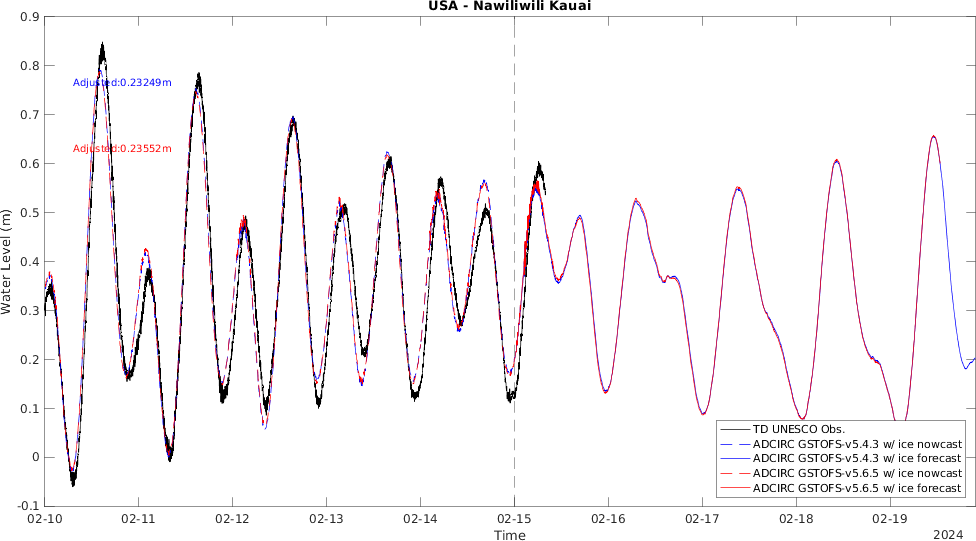 USA - Nawiliwili Kauai
0.9
0.8
0.7
0.6
0.5
0.4
0.3
0.2
0.1
0
-0.1
Water Level (m)
Adjusted:0.23249m
Adjusted:0.23552m
TD UNESCO Obs.
ADCIRC GSTOFS-v5.4.3 w/ ice nowcast
ADCIRC GSTOFS-v5.4.3 w/ ice forecast
ADCIRC GSTOFS-v5.6.5 w/ ice nowcast
ADCIRC GSTOFS-v5.6.5 w/ ice forecast
02-10 02-11 02-12 02-13 02-14 02-15 02-16 02-17 02-18 02-19
Time
2024